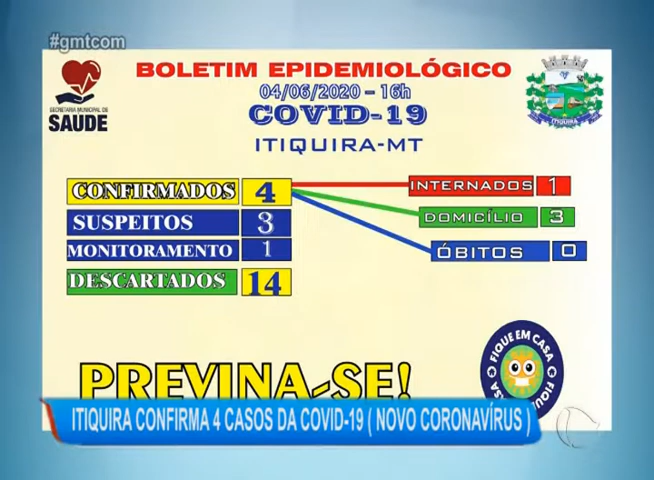 #gmtcom
BOLETIM EPIDEMIOLÓGICO
04/06/2020 – 16h
COVID-19
ITIQUIRA-MT
SECRETARIA MUNICIPAL DE
SAÚDE
ITIQUIRA
CONFIRMADOS 4
SUSPEITOS 3
MONITORAMENTO 1
DESCARTADOS 14
INTERNADOS 1
DOMICÍLIO 3
ÓBITOS 0
FIQUE EM CASA
PREVINA-SE!
ITIQUIRA CONFIRMA 4 CASOS DA COVID-19 ( NOVO CORONAVÍRUS )